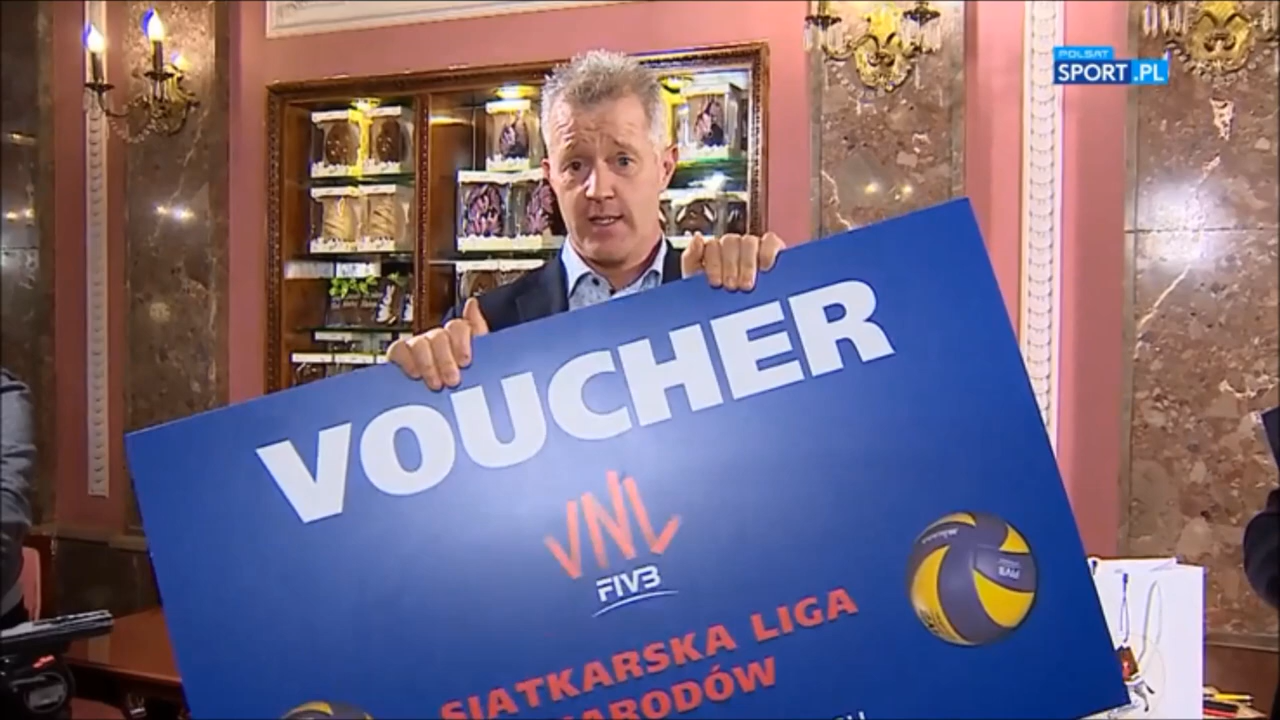 POLSAT
SPORT.PL
VOUCHER
VNL
FIVB
SIATKARSKA LIGA
NARODÓW